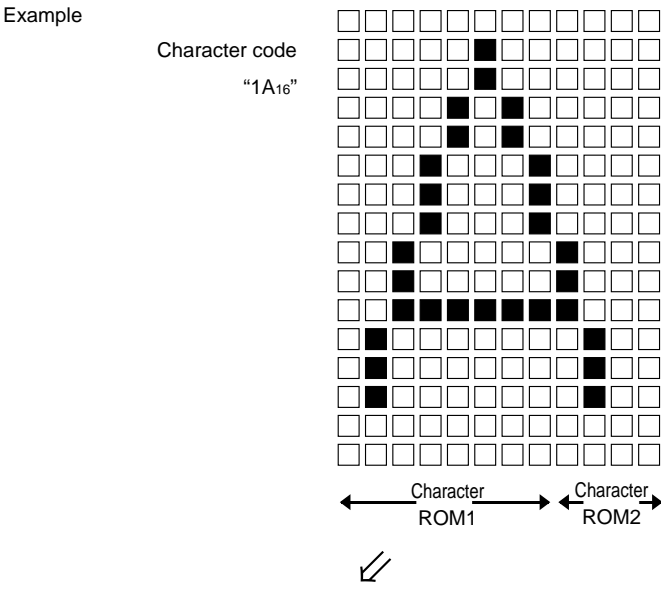 Example
Character code
“1A16”
Character Character
ROM1 ROM2